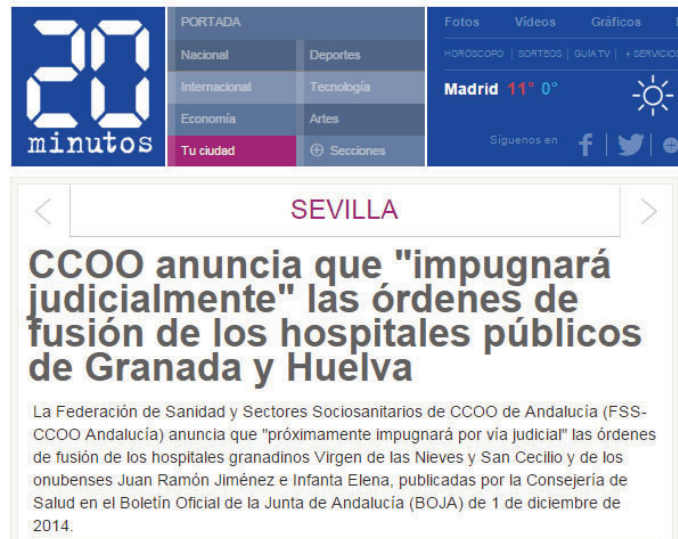 20
minutos
PORTADA
Nacional
Deportes
Internacional
Tecnología
Economía
Artes
Tu ciudad
Secciones
Fotos Vídeos Gráficos
HORÓSCOPO | SORTEOS | GUÍA TV | + SERVICIOS
Madrid 11° 0°
Síguenos en
SEVILLA
CCOO anuncia que "impugnará
judicialmente" las órdenes de
fusión de los hospitales públicos
de Granada y Huelva
La Federación de Sanidad y Sectores Sociosanitarios de CCOO de Andalucía (FSS-
CCOO Andalucía) anuncia que "próximamente impugnará por vía judicial" las órdenes
de fusión de los hospitales granadinos Virgen de las Nieves y San Cecilio y de los
onubenses Juan Ramón Jiménez e Infanta Elena, publicadas por la Consejería de
Salud en el Boletín Oficial de la Junta de Andalucía (BOJA) de 1 de diciembre de
2014.